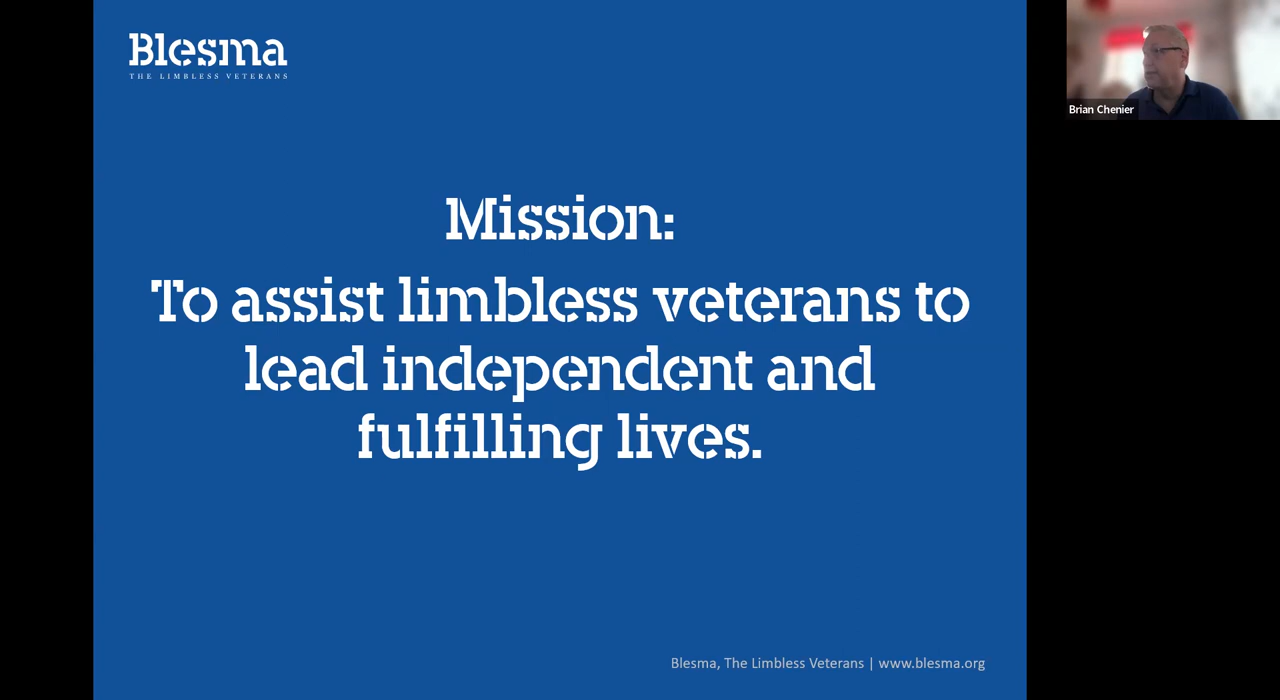 Blesma
THE LIMBLESS VETERANS
Brian Chenier
Mission:
To assist limbless veterans to
lead independent and
fulfilling lives.
Blesma, The Limbless Veterans | www.blesma.org